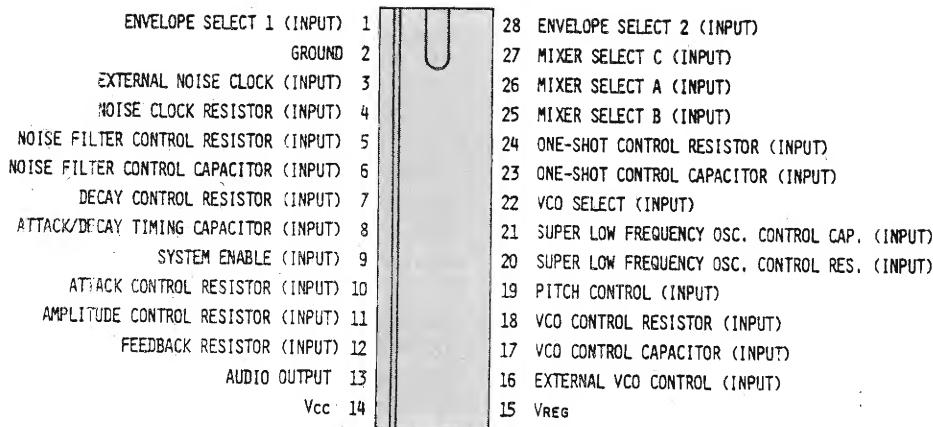 ENVELOPE SELECT 1 (INPUT) 1
GROUND 2
EXTERNAL NOISE CLOCK (INPUT) 3
NOISE CLOCK RESISTOR (INPUT) 4
NOISE FILTER CONTROL RESISTOR (INPUT) 5
NOISE FILTER CONTROL CAPACITOR (INPUT) 6
DECAY CONTROL RESISTOR (INPUT) 7
ATTACK/DECAY TIMING CAPACITOR (INPUT) 8
SYSTEM ENABLE (INPUT) 9
ATTACK CONTROL RESISTOR (INPUT) 10
AMPLITUDE CONTROL RESISTOR (INPUT) 11
FEEDBACK RESISTOR (INPUT) 12
AUDIO OUTPUT 13
Vcc 14
28 ENVELOPE SELECT 2 (INPUT)
27 MIXER SELECT C (INPUT)
26 MIXER SELECT A (INPUT)
25 MIXER SELECT B (INPUT)
24 ONE-SHOT CONTROL RESISTOR (INPUT)
23 ONE-SHOT CONTROL CAPACITOR (INPUT)
22 VCO SELECT (INPUT)
21 SUPER LOW FREQUENCY OSC. CONTROL CAP. (INPUT)
20 SUPER LOW FREQUENCY OSC. CONTROL RES. (INPUT)
19 PITCH CONTROL (INPUT)
18 VCO CONTROL RESISTOR (INPUT)
17 VCO CONTROL CAPACITOR (INPUT)
16 EXTERNAL VCO CONTROL (INPUT)
15 VREG